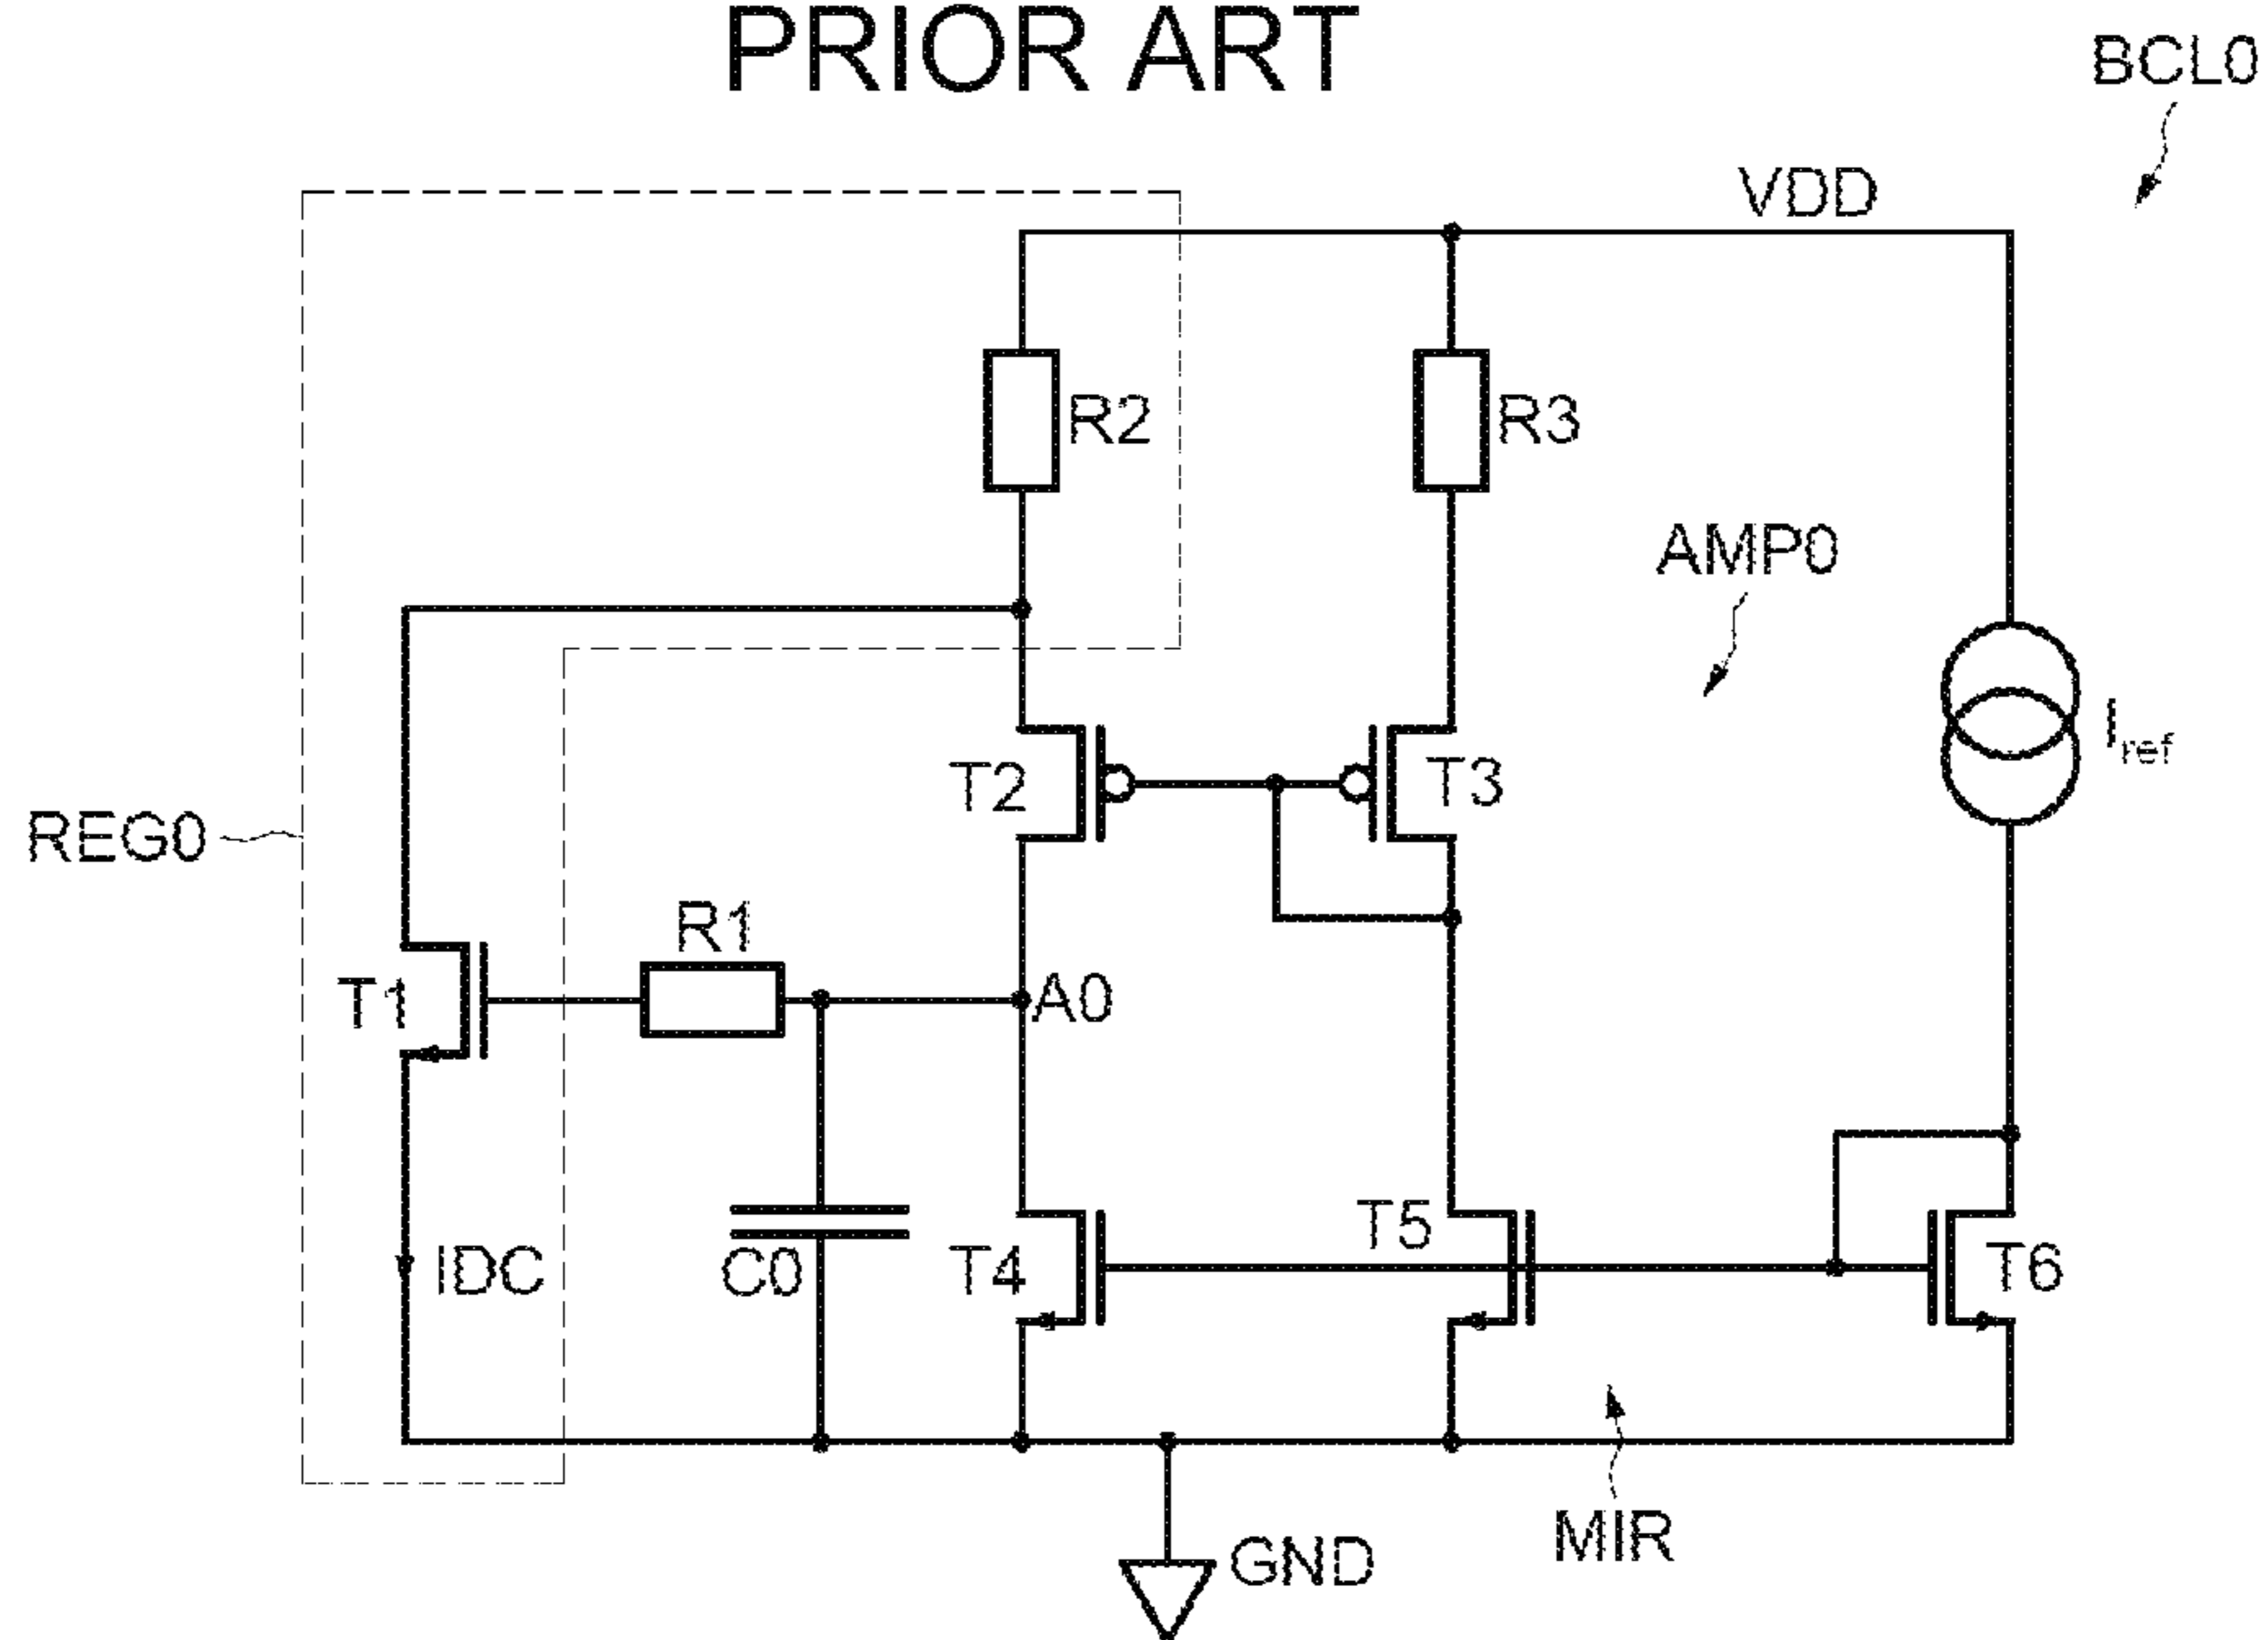 PRIOR ART
BCL0
VDD
R2
R3
AMP0
I_ref
T2
T3
REG0
R1
T1
A0
IDC
C0
T4
T5
T6
MIR
GND